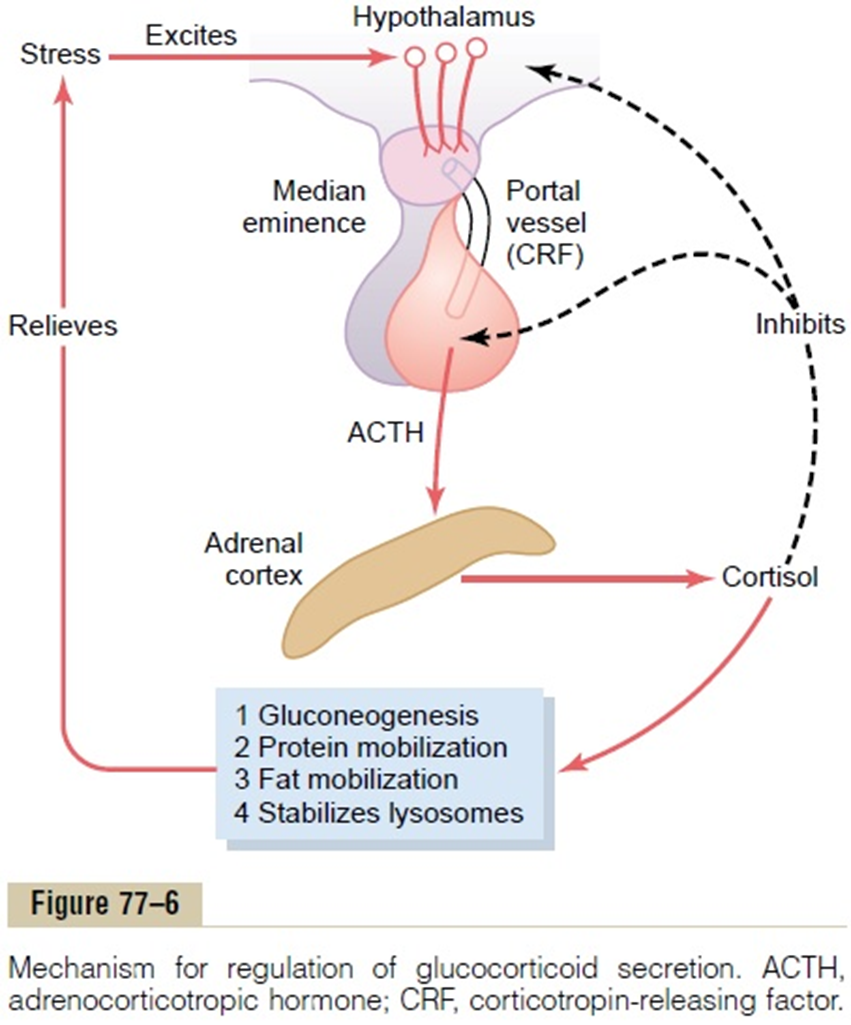 Hypothalamus
Excites
Stress
Median
eminence
Portal
vessel
(CRF)
Relieves
Inhibits
ACTH
Adrenal
cortex
Cortisol
1 Gluconeogenesis
2 Protein mobilization
3 Fat mobilization
4 Stabilizes lysosomes
Figure 77–6
Mechanism for regulation of glucocorticoid secretion. ACTH,
adrenocorticotropic hormone; CRF, corticotropin-releasing factor.